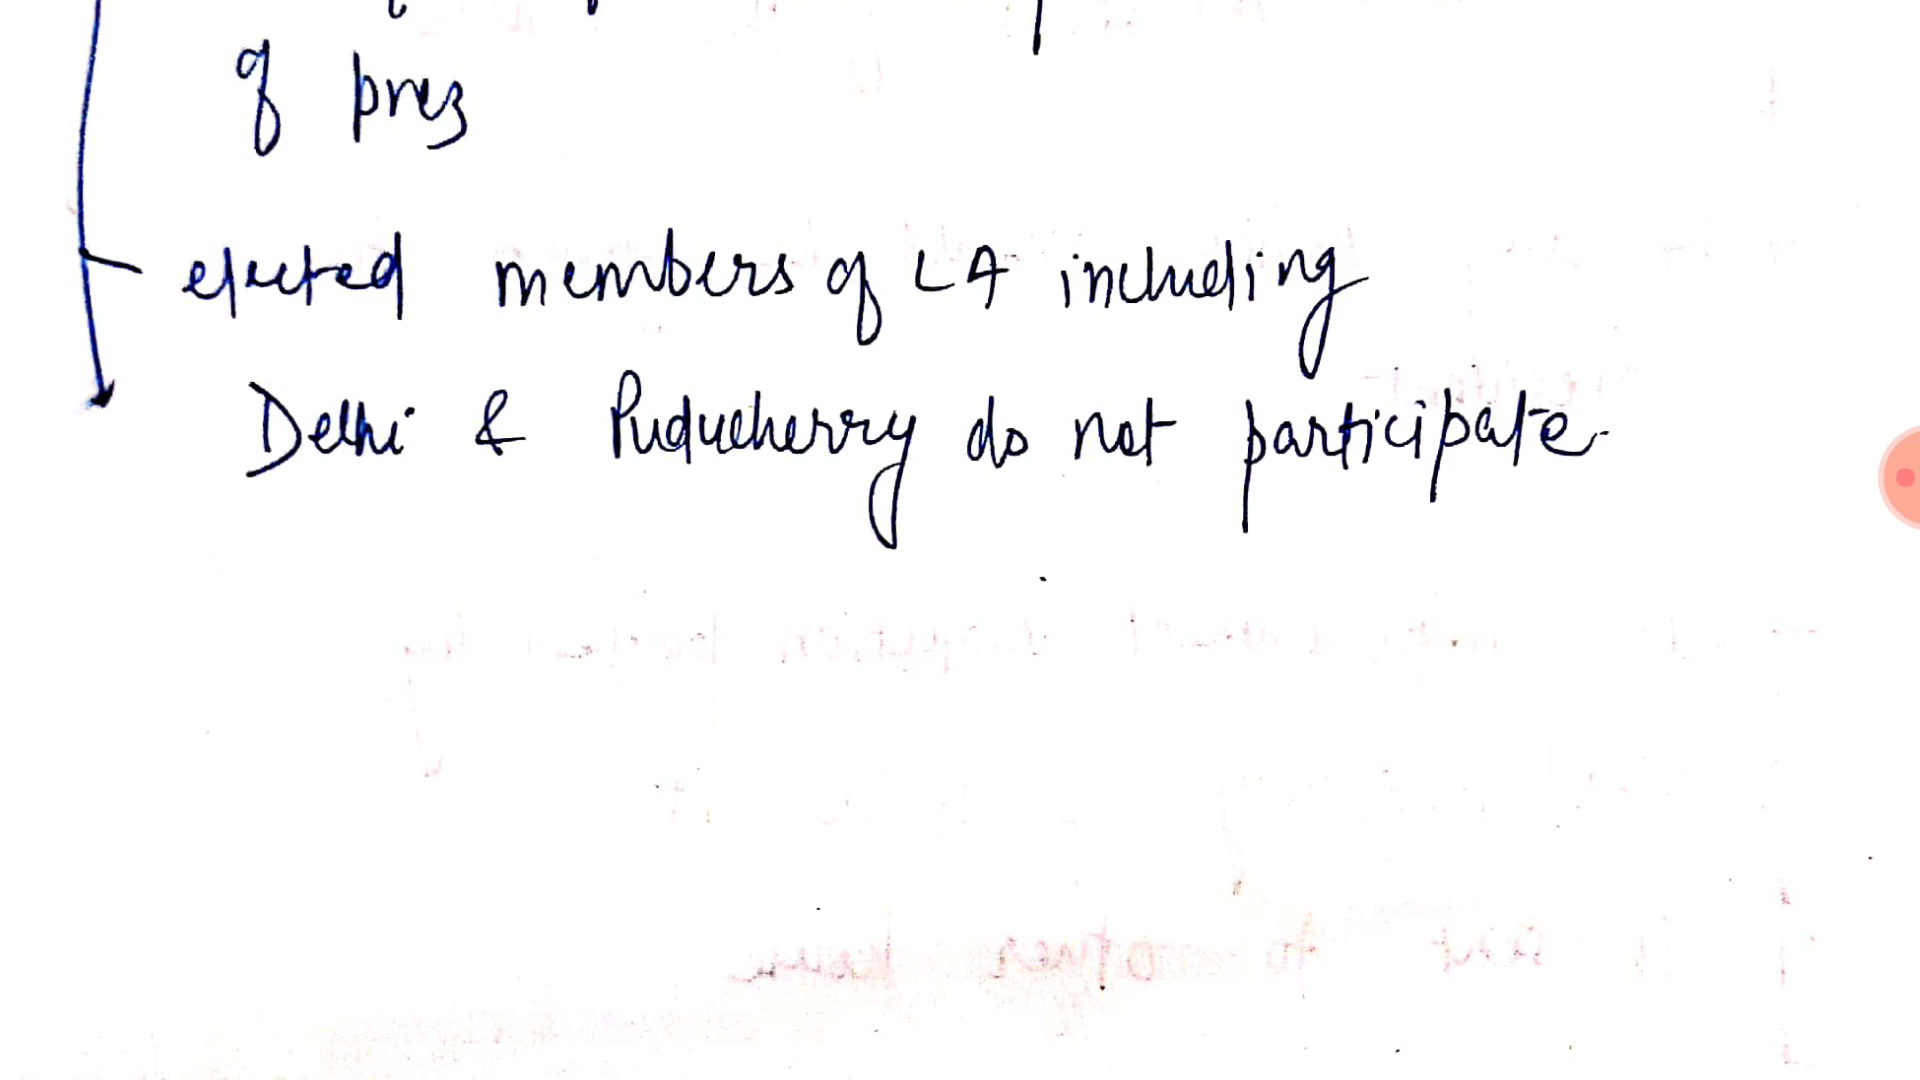 of prez
elected members of LA including
Delhi & Puducherry do not participate.